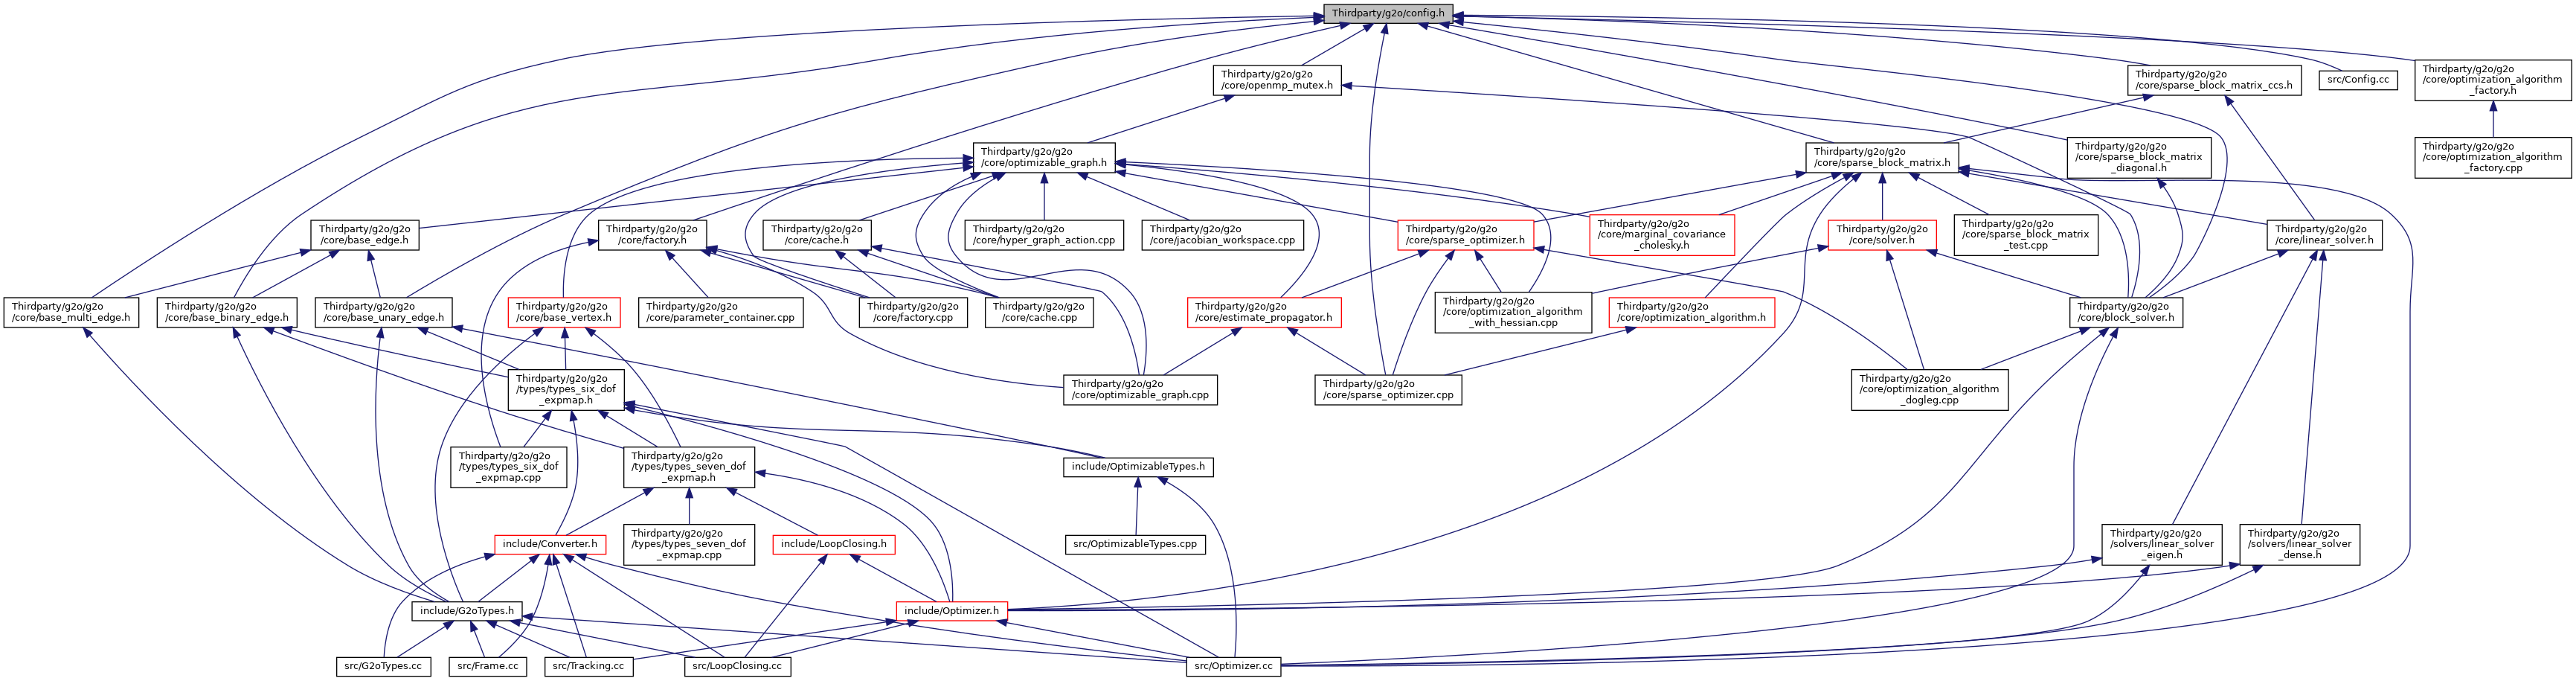 Thirdparty/g2o/config.h
Thirdparty/g2o/g2o
/core/openmp_mutex.h
Thirdparty/g2o/g2o
/core/sparse_block_matrix_ccs.h
src/Config.cc
Thirdparty/g2o/g2o
/core/optimization_algorithm
_factory.h
Thirdparty/g2o/g2o
/core/optimizable_graph.h
Thirdparty/g2o/g2o
/core/sparse_block_matrix.h
Thirdparty/g2o/g2o
/core/sparse_block_matrix
_diagonal.h
Thirdparty/g2o/g2o
/core/optimization_algorithm
_factory.cpp
Thirdparty/g2o/g2o
/core/base_edge.h
Thirdparty/g2o/g2o
/core/factory.h
Thirdparty/g2o/g2o
/core/cache.h
Thirdparty/g2o/g2o
/core/hyper_graph_action.cpp
Thirdparty/g2o/g2o
/core/jacobian_workspace.cpp
Thirdparty/g2o/g2o
/core/sparse_optimizer.h
Thirdparty/g2o/g2o
/core/marginal_covariance
_cholesky.h
Thirdparty/g2o/g2o
/core/solver.h
Thirdparty/g2o/g2o
/core/sparse_block_matrix
_test.cpp
Thirdparty/g2o/g2o
/core/linear_solver.h
Thirdparty/g2o/g2o
/core/base_multi_edge.h
Thirdparty/g2o/g2o
/core/base_binary_edge.h
Thirdparty/g2o/g2o
/core/base_unary_edge.h
Thirdparty/g2o/g2o
/core/base_vertex.h
Thirdparty/g2o/g2o
/core/parameter_container.cpp
Thirdparty/g2o/g2o
/core/factory.cpp
Thirdparty/g2o/g2o
/core/cache.cpp
Thirdparty/g2o/g2o
/core/estimate_propagator.h
Thirdparty/g2o/g2o
/core/optimization_algorithm
_with_hessian.cpp
Thirdparty/g2o/g2o
/core/optimization_algorithm.h
Thirdparty/g2o/g2o
/core/block_solver.h
Thirdparty/g2o/g2o
/types/types_six_dof
_expmap.h
Thirdparty/g2o/g2o
/core/optimizable_graph.cpp
Thirdparty/g2o/g2o
/core/sparse_optimizer.cpp
Thirdparty/g2o/g2o
/core/optimization_algorithm
_dogleg.cpp
Thirdparty/g2o/g2o
/types/types_six_dof
_expmap.cpp
Thirdparty/g2o/g2o
/types/types_seven_dof
_expmap.h
include/OptimizableTypes.h
include/Converter.h
Thirdparty/g2o/g2o
/types/types_seven_dof
_expmap.cpp
include/LoopClosing.h
src/OptimizableTypes.cpp
Thirdparty/g2o/g2o
/solvers/linear_solver
_eigen.h
Thirdparty/g2o/g2o
/solvers/linear_solver
_dense.h
include/G2oTypes.h
include/Optimizer.h
src/G2oTypes.cc
src/Frame.cc
src/Tracking.cc
src/LoopClosing.cc
src/Optimizer.cc